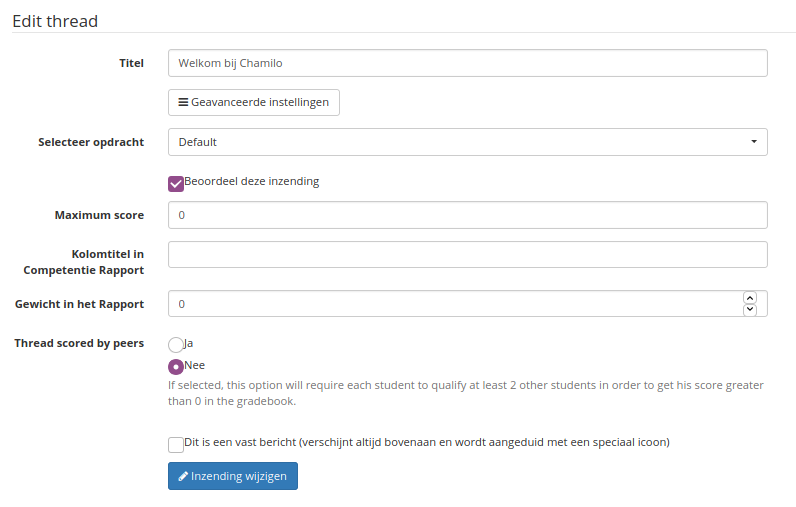 Edit thread
Titel
Welkom bij Chamilo
Geavanceerde instellingen
Selecteer opdracht
Default
Beoordeel deze inzending
Maximum score
0
Kolomtitel in
Competentie Rapport
Gewicht in het Rapport
0
Thread scored by peers
Ja
Nee
If selected, this option will require each student to qualify at least 2 other students in order to get his score greater
than 0 in the gradebook.
Dit is een vast bericht (verschijnt altijd bovenaan en wordt aangeduid met een speciaal icoon)
Inzending wijzigen